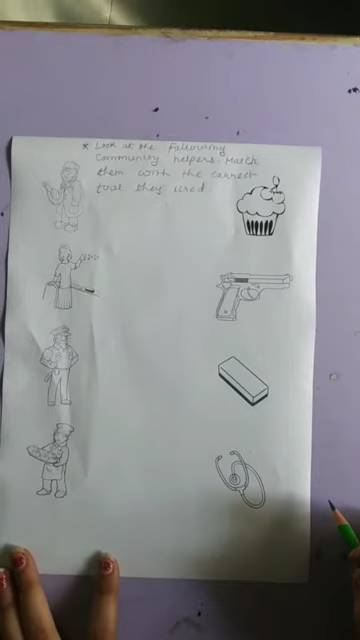 * Look at the following
Community helpers. Match
them with the correct
tool they used.